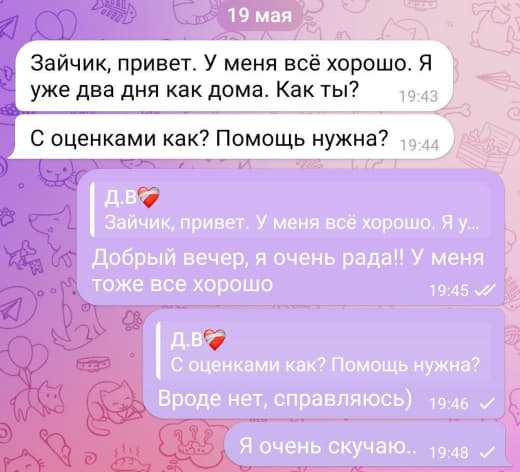 19 мая
Зайчик, привет. У меня всё хорошо. Я
уже два дня как дома. Как ты?
19:43
С оценками как? Помощь нужна?
19:44
Д.В❤️‍🩹
Зайчик, привет. У меня всё хорошо. Я у...
Добрый вечер, я очень рада!! У меня
тоже все хорошо
19:45
Д.В❤️‍🩹
С оценками как? Помощь нужна?
Вроде нет, справляюсь)
19:46
Я очень скучаю..
19:48